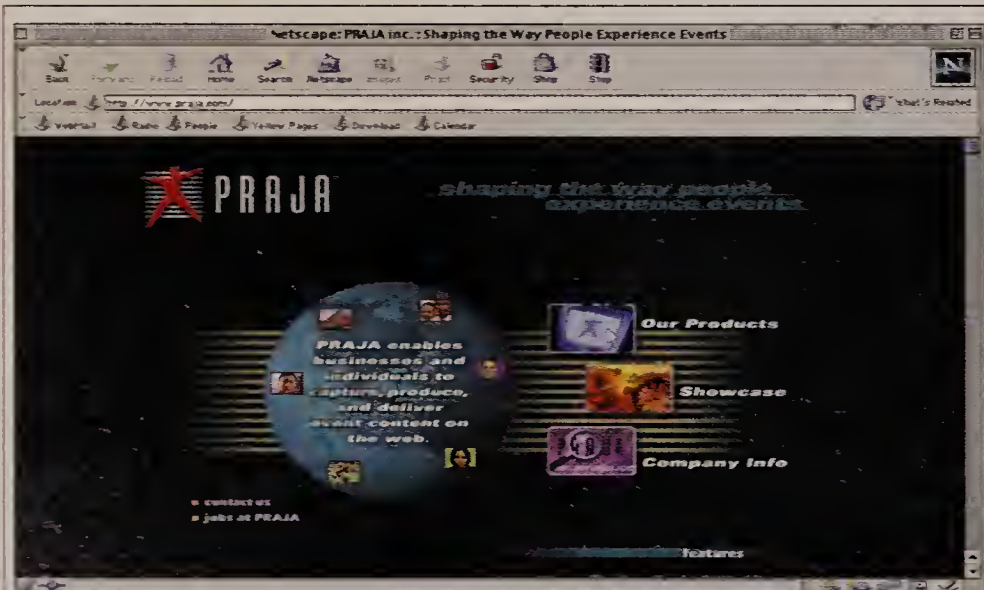 Netscape: PRAJA inc.: Shaping the Way People Experience Events
Back Forward Reload Home Search Netscape Images Print Security Shop Stop
Location: http://www.praja.com/ What's Related
WebMail Radio People Yellow Pages Download Calendar
PRAJA
shaping the way people
experience events
PRAJA enables
businesses and
individuals to
capture, produce,
and deliver
event content on
the web.
Our Products
Showcase
Company Info
contact us
jobs at PRAJA
features